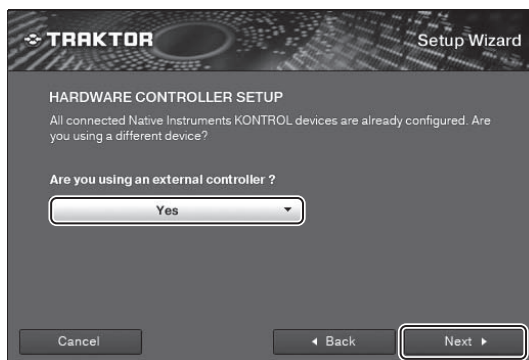 TRAKTOR
Setup Wizard
HARDWARE CONTROLLER SETUP
All connected Native Instruments KONTROL devices are already configured. Are
you using a different device?
Are you using an external controller ?
Yes
Cancel
Back
Next